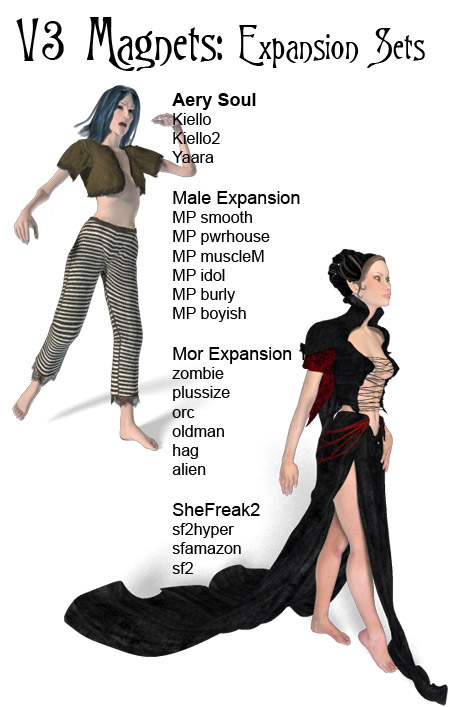 V3 Magnets: Expansion Sets
Aery Soul
Kiello
Kiello2
Yaara
Male Expansion
MP smooth
MP pwrhouse
MP muscleM
MP idol
MP burly
MP boyish
Mor Expansion 1
zombie
plussize
orc
oldman
hag
alien
SheFreak2
sf2hyper
sfamazon
sf2